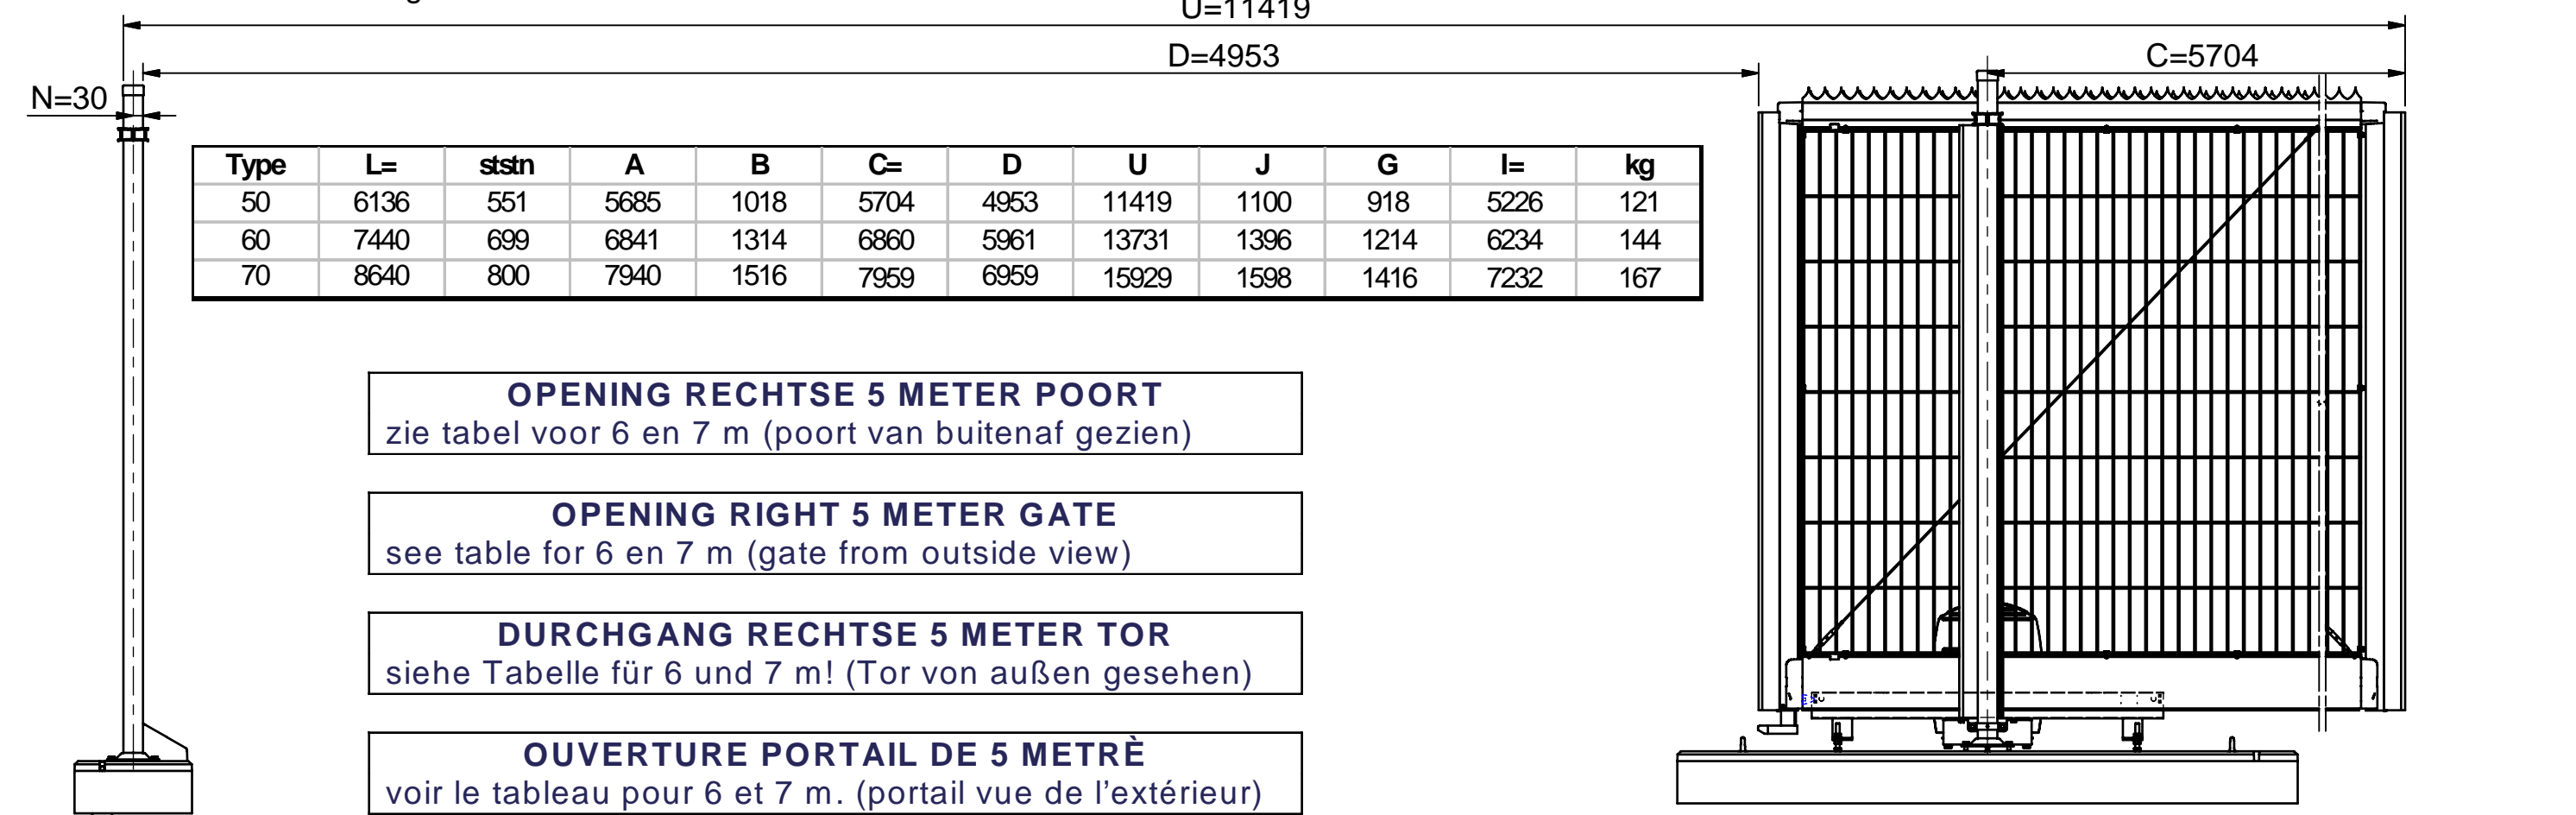 U=11419
D=4953
C=5704
N=30
Type L= ststn A B C= D U J G I= kg
50 6136 551 5685 1018 5704 4953 11419 1100 918 5226 121
60 7440 699 6841 1314 6860 5961 13731 1396 1214 6234 144
70 8640 800 7940 1516 7959 6959 15929 1598 1416 7232 167
OPENING RECHTSE 5 METER POORT
zie tabel voor 6 en 7 m (poort van buitenaf gezien)
OPENING RIGHT 5 METER GATE
see table for 6 en 7 m (gate from outside view)
DURCHGANG RECHTSE 5 METER TOR
siehe Tabelle für 6 und 7 m! (Tor von außen gesehen)
OUVERTURE PORTAIL DE 5 METRÈ
voir le tableau pour 6 et 7 m. (portail vue de l'extérieur)